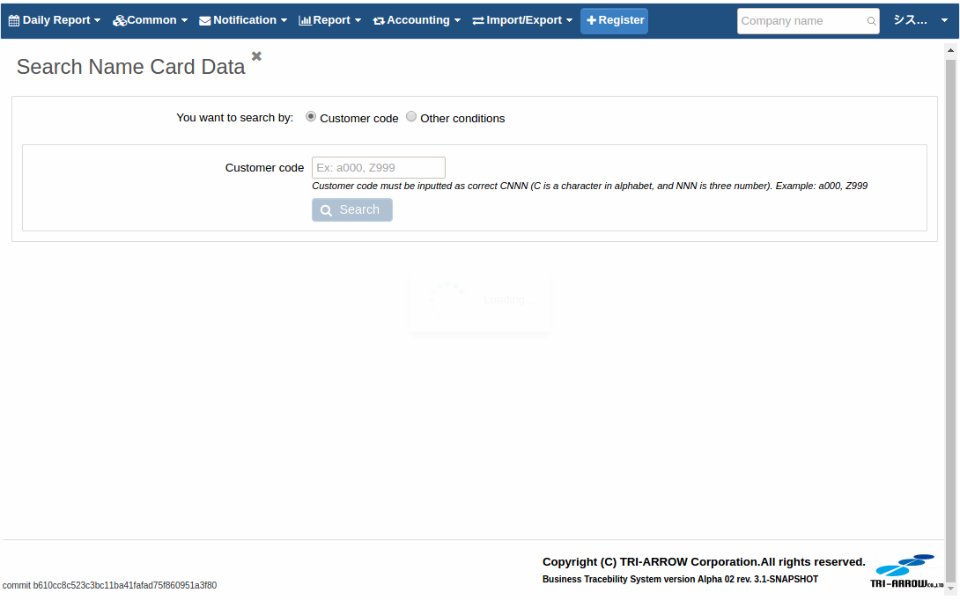 Daily Report Common Notification Report Accounting Import/Export Register Company name シス...
Search Name Card Data
You want to search by: Customer code Other conditions
Customer code Ex: a000, Z999
Customer code must be inputted as correct CNNN (C is a character in alphabet, and NNN is three number). Example: a000, Z999
Search
Loading
Copyright (C) TRI-ARROW Corporation.All rights reserved.
Business Tracebility System version Alpha 02 rev. 3.1-SNAPSHOT
TRI-ARROW CO.,LTD
commit b610cc8c523c3bc11ba41fafad75f860951a3f80